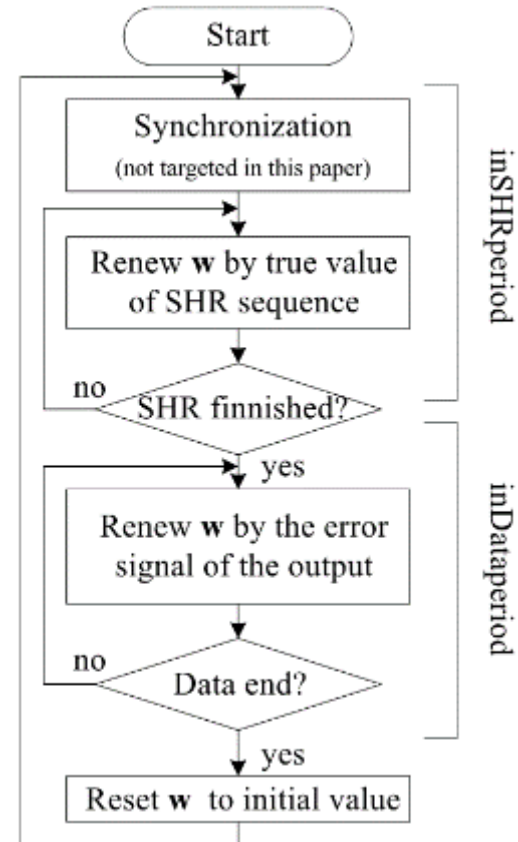 Start
Synchronization
(not targeted in this paper)
Renew w by true value
of SHR sequence
no
SHR finnished?
yes
Renew w by the error
signal of the output
no
Data end?
yes
Reset w to initial value
inSHRperiod
inDataperiod